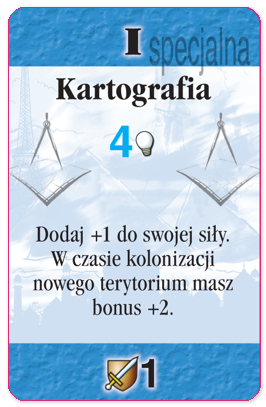 I
specjalna
Kartografia
4
Dodaj +1 do swojej siły.
W czasie kolonizacji
nowego terytorium masz
bonus +2.
1